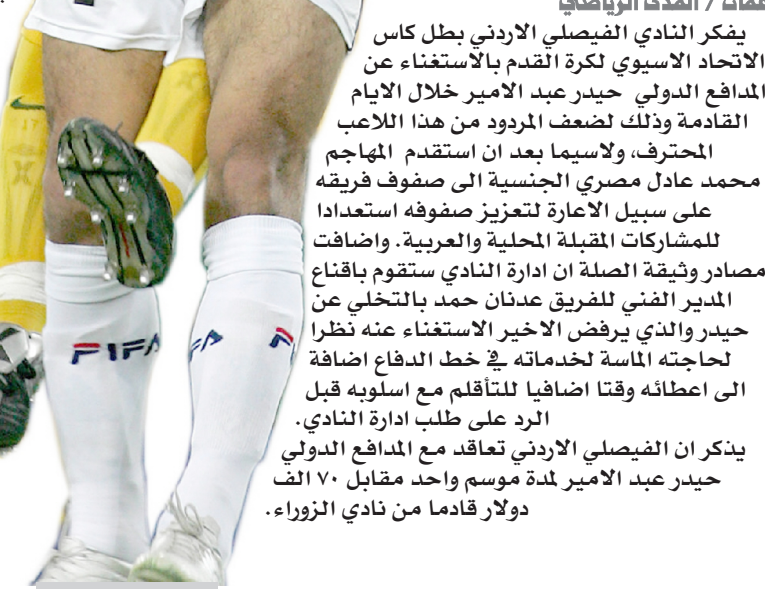 عمان / المدى الرياضي
يفكر النادي الفيصلي الاردني بطل كاس
الاتحاد الاسيوي لكرة القدم بالاستغناء عن
المدافع الدولي حيدر عبد الامير خلال الايام
القادمة وذلك لضعف المردود من هذا اللاعب
المحترف، ولاسيما بعد ان استقدم المهاجم
محمد عادل مصري الجنسية الى صفوف فريقه
على سبيل الاعارة لتعزيز صفوفه استعدادا
للمشاركات المقبلة المحلية والعربية. واضافت
مصادر وثيقة الصلة ان ادارة النادي ستقوم باقناع
المدير الفني للفريق عدنان حمد بالتخلي عن
حيدر والذي يرفض الاخير الاستغناء عنه نظرا
لحاجته الماسة لخدماته في خط الدفاع اضافة
الى اعطائه وقتا اضافيا للتأقلم مع اسلوبه قبل
الرد على طلب ادارة النادي.
يذكر ان الفيصلي الاردني تعاقد مع المدافع الدولي
حيدر عبد الامير لمدة موسم واحد مقابل ٧٠ الف
دولار قادما من نادي الزوراء.
FIFA